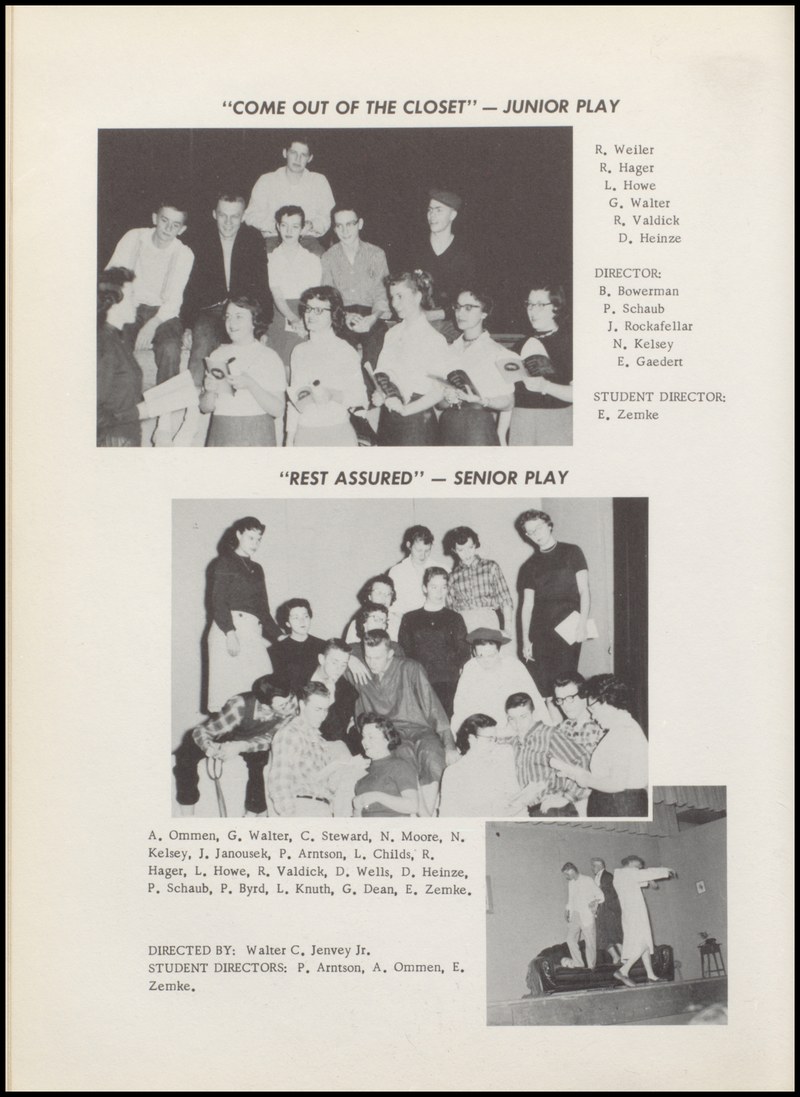 "COME OUT OF THE CLOSET" — JUNIOR PLAY
R. Weiler
R. Hager
L. Howe
G. Walter
R. Valdick
D. Heinze
DIRECTOR:
B. Bowerman
P. Schaub
J. Rockafellar
N. Kelsey
E. Gaedert
STUDENT DIRECTOR:
E. Zemke
"REST ASSURED" — SENIOR PLAY
A. Ommen, G. Walter, C. Steward, N. Moore, N.
Kelsey, J. Janousek, P. Arntson, L. Childs, R.
Hager, L. Howe, R. Valdick, D. Wells, D. Heinze,
P. Schaub, P. Byrd, L. Knuth, G. Dean, E. Zemke.
DIRECTED BY: Walter C. Jenvey Jr.
STUDENT DIRECTORS: P. Arntson, A. Ommen, E.
Zemke.